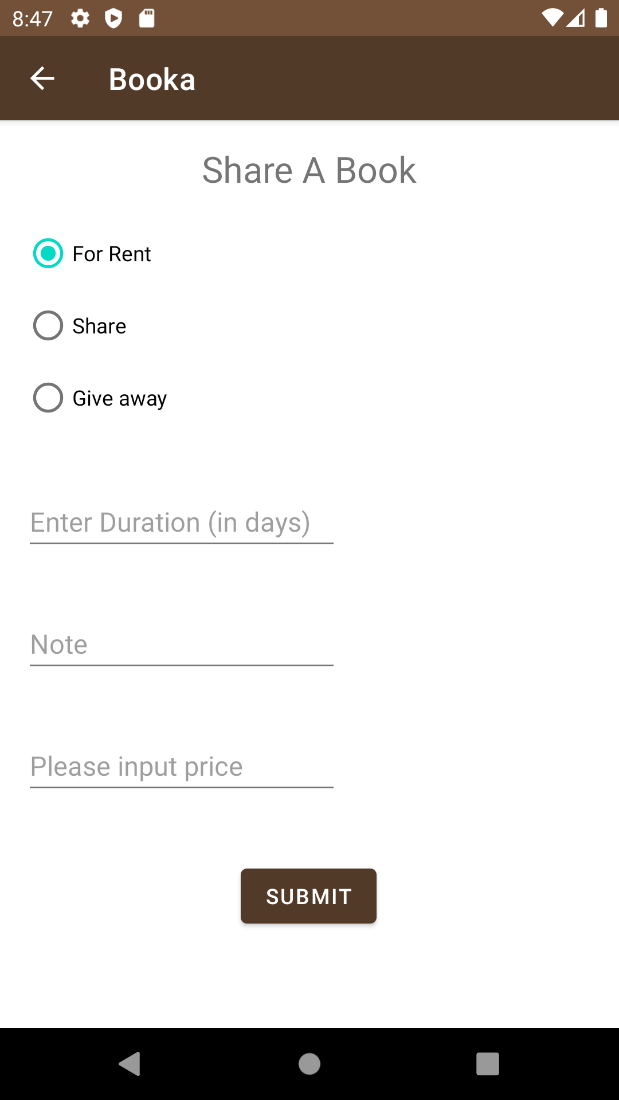 8:47
Booka
Share A Book
For Rent
Share
Give away
Enter Duration (in days)
Note
Please input price
SUBMIT